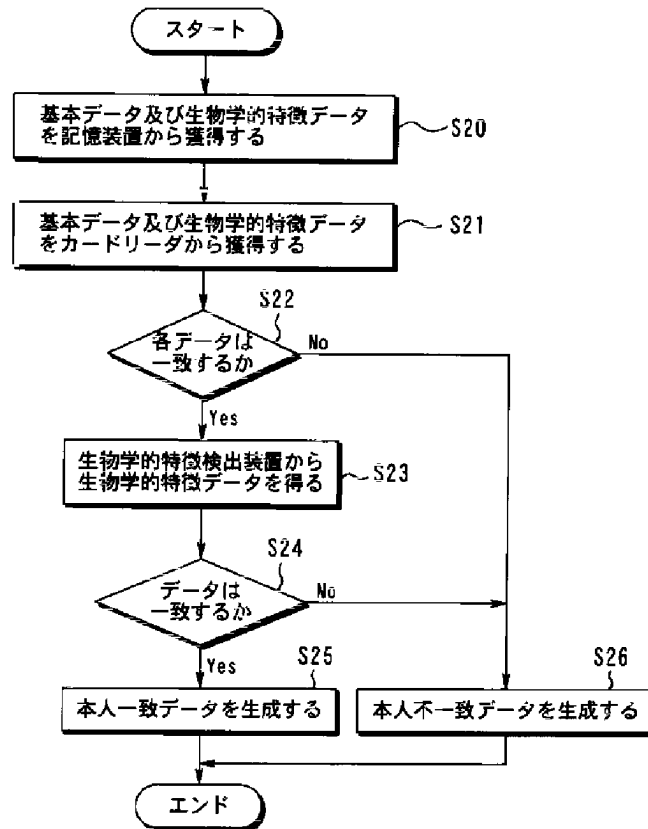 スタート
基本データ及び生物学的特徴データ
を記憶装置から獲得する
S20
基本データ及び生物学的特徴データ
をカードリーダから獲得する
S21
S22
各データは
一致するか
No
Yes
生物学的特徴検出装置から
生物学的特徴データを得る
S23
S24
データは
一致するか
No
Yes
S25
本人一致データを生成する
S26
本人不一致データを生成する
エンド